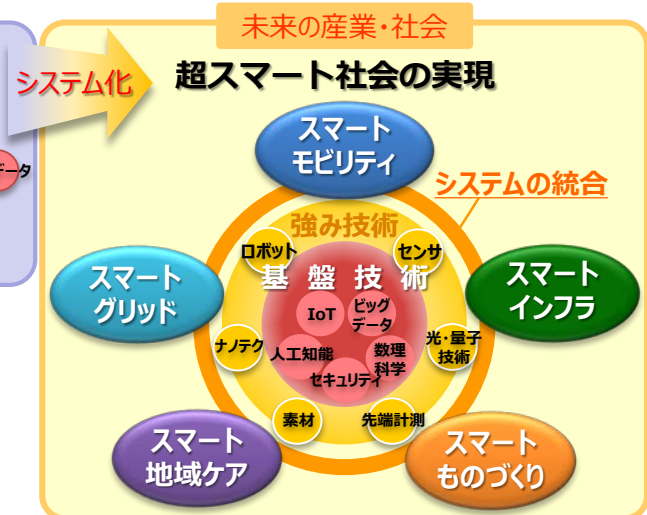 未来の産業・社会
システム化
超スマート社会の実現
データ
スマート
モビリティ
システムの統合
強み技術
ロボット
センサ
基盤技術
スマート
グリッド
スマート
インフラ
IoT
ビッグ
データ
ナノテク
人工知能
数理
科学
光・量子
技術
セキュリティ
素材
先端計測
スマート
地域ケア
スマート
ものづくり